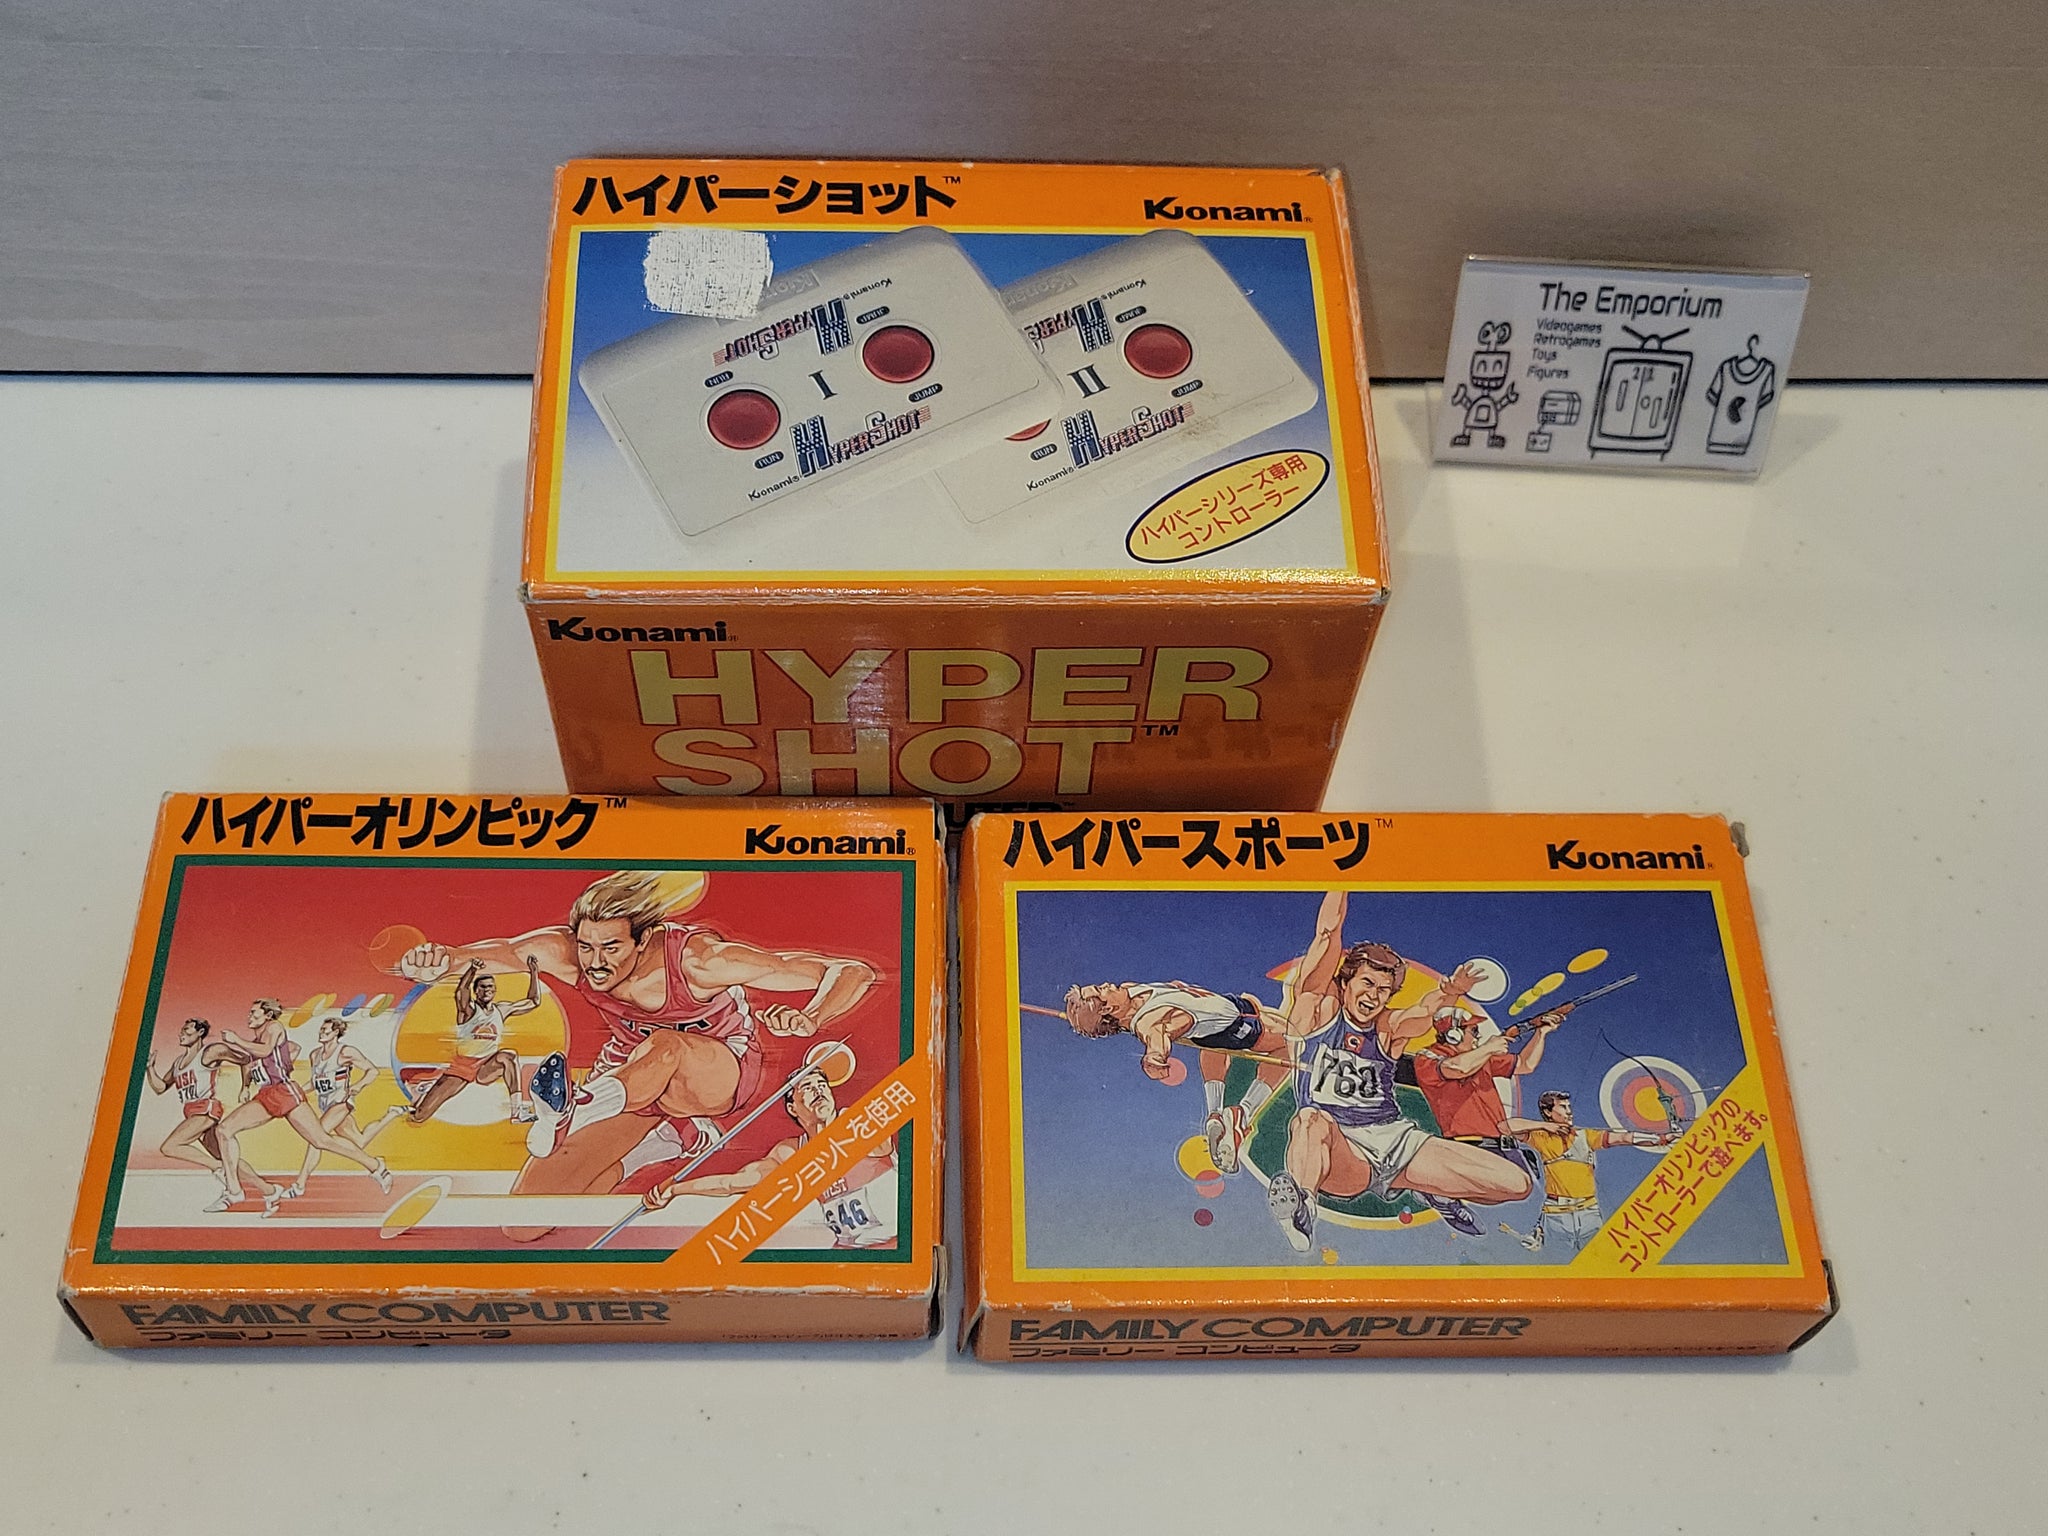 ハイパーショット™
Konami®
Konami®
JUMP
HYPER SHOT
RUN
I
JUMP
HYPER SHOT
RUN
Konami®
Konami®
JUMP
II
JUMP
HYPER SHOT
RUN
Konami®
ハイパーシリーズ専用
コントローラー
Konami®
HYPER
SHOT™
The Emporium
Videogames
Retrogames
Toys
Figures
ハイパーオリンピック™
Konami®
USA
462
646
ハイパーショットを使用
FAMILY COMPUTER
ファミリー コンピュータ
ハイパースポーツ™
Konami®
760
ハイパーオリンピックの
コントローラーで遊べます。
FAMILY COMPUTER
ファミリー コンピュータ